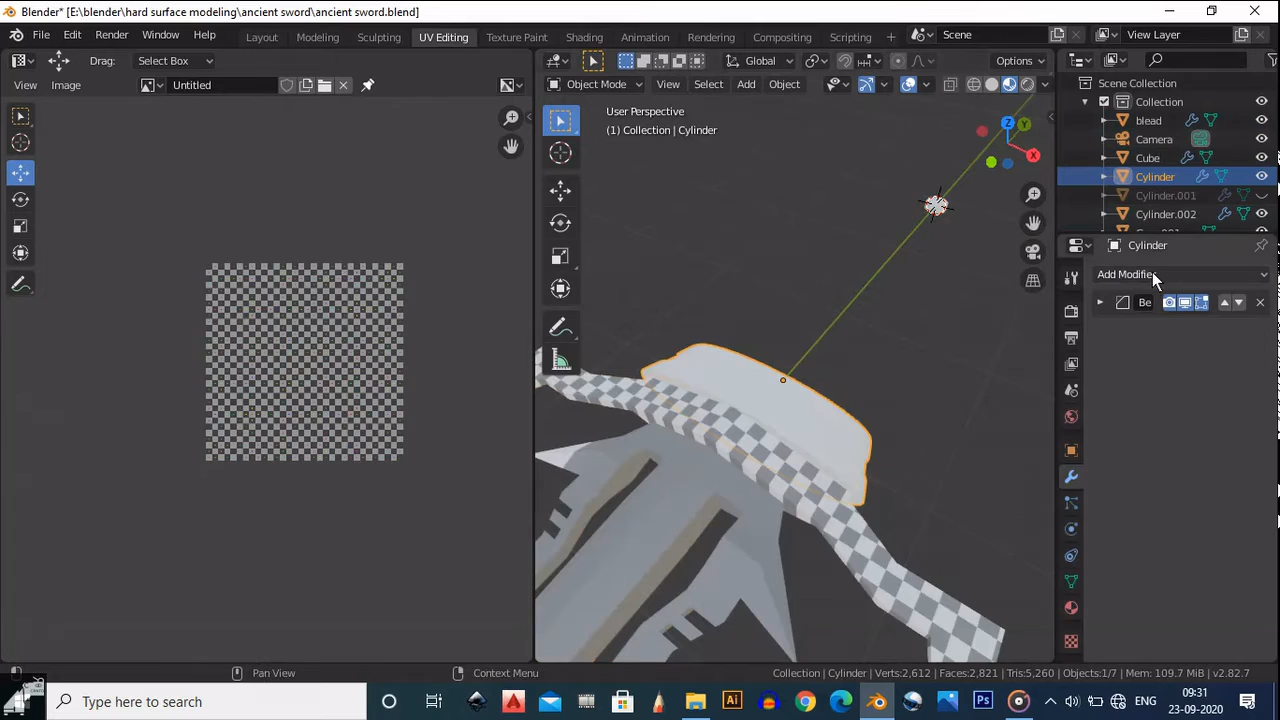 Blender* [E:\blender\hard surface modeling\ancient sword\ancient sword.blend]
File Edit Render Window Help Layout Modeling Sculpting UV Editing Texture Paint Shading Animation Rendering Compositing Scripting + Scene View Layer
Drag: Select Box Global Options
View Image Untitled Object Mode View Select Add Object
User Perspective
(1) Collection | Cylinder
Z Y X
Scene Collection
Collection
blead
Camera
Cube
Cylinder
Cylinder.001
Cylinder.002
Cylinder
Add Modifier
Be
Pan View Context Menu Collection | Cylinder | Verts:2,612 | Faces:2,821 | Tris:5,260 | Objects:1/7 | Mem: 109.7 MiB | v2.82.7
Type here to search Ai Ps ENG 09:31 23-09-2020